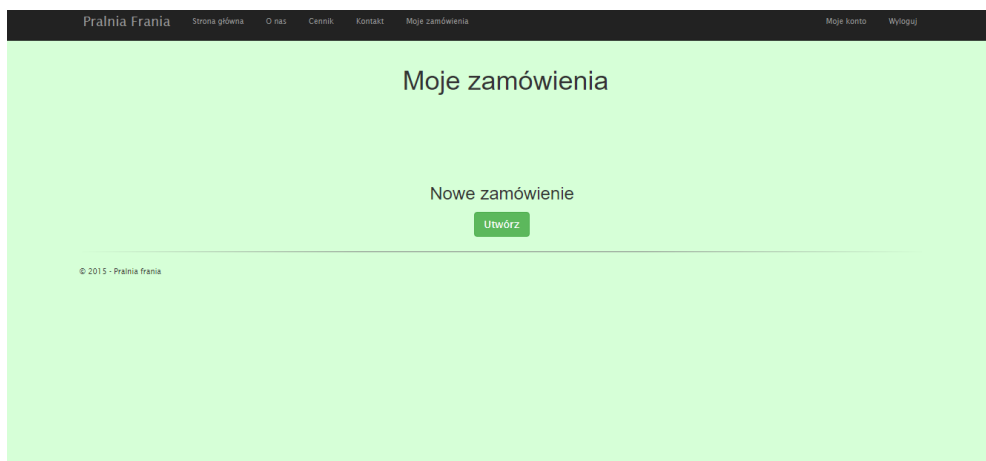 Pralnia Frania Strona główna O nas Cennik Kontakt Moje zamówienia Moje konto Wyloguj
Moje zamówienia
Nowe zamówienie
Utwórz
© 2015 - Pralnia frania